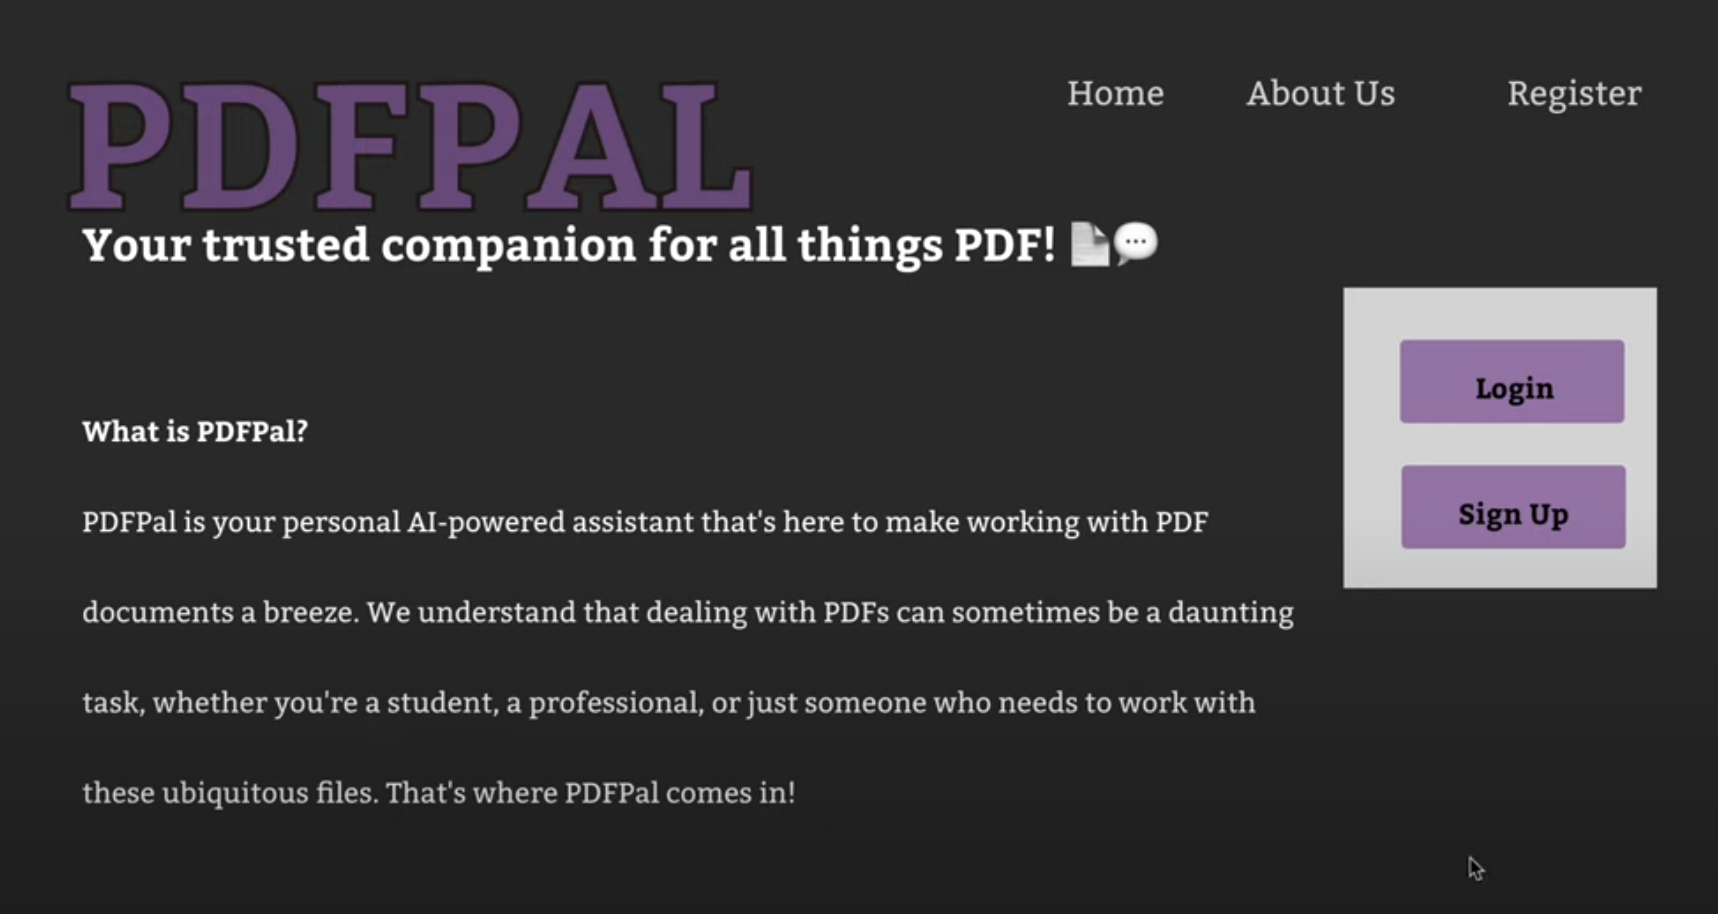 PDFPAL
Home About Us Register
Your trusted companion for all things PDF! 📄💬
Login
Sign Up
What is PDFPal?
PDFPal is your personal AI-powered assistant that's here to make working with PDF
documents a breeze. We understand that dealing with PDFs can sometimes be a daunting
task, whether you're a student, a professional, or just someone who needs to work with
these ubiquitous files. That's where PDFPal comes in!